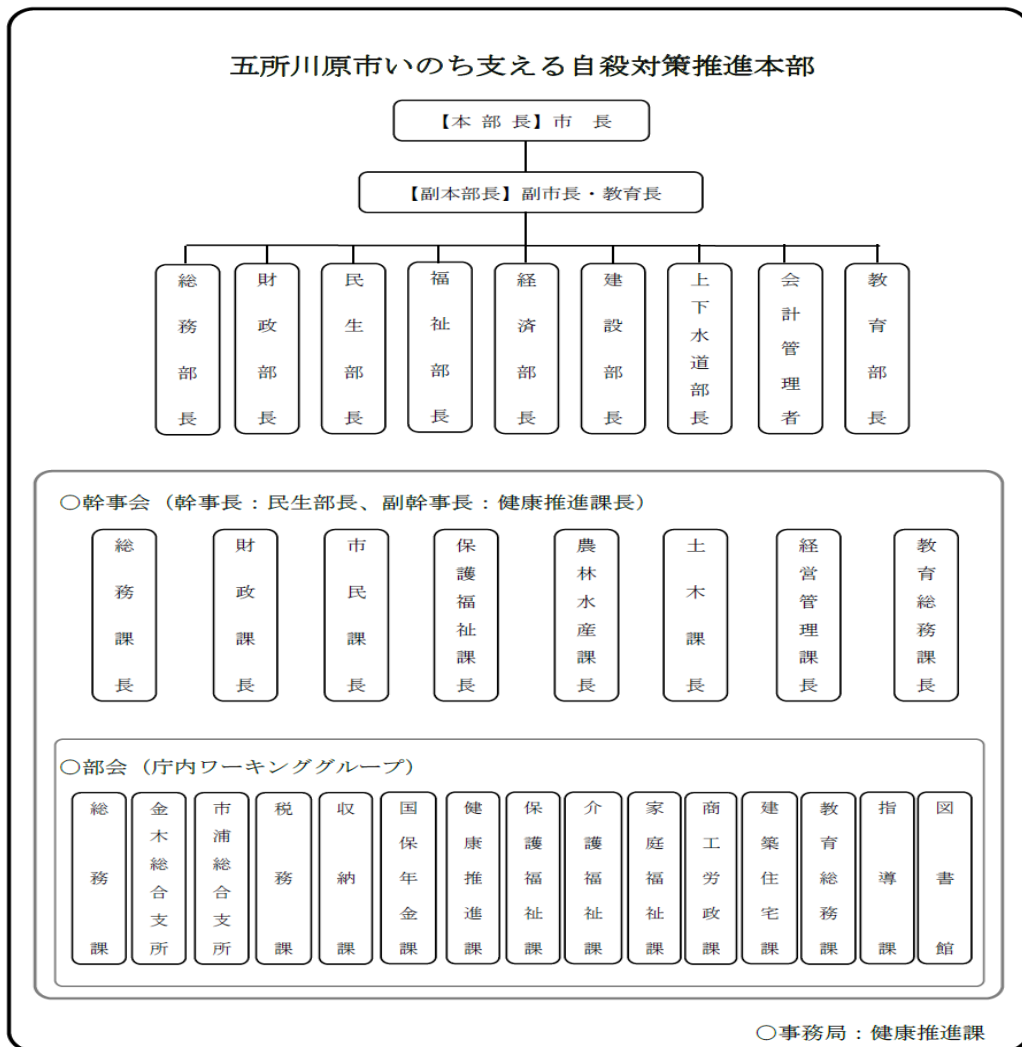 五所川原市いのち支える自殺対策推進本部
【本 部 長】市　長
【副本部長】副市長・教育長
総務部長
財政部長
民生部長
福祉部長
経済部長
建設部長
上下水道部長
会計管理者
教育部長
〇幹事会（幹事長：民生部長、副幹事長：健康推進課長）
総務課長
財政課長
市民課長
保護福祉課長
農林水産課長
土木課長
経営管理課長
教育総務課長
〇部会（庁内ワーキンググループ）
総務課
金木総合支所
市浦総合支所
税務課
収納課
国保年金課
健康推進課
保護福祉課
介護福祉課
家庭福祉課
商工労政課
建築住宅課
教育総務課
指導課
図書館
〇事務局：健康推進課